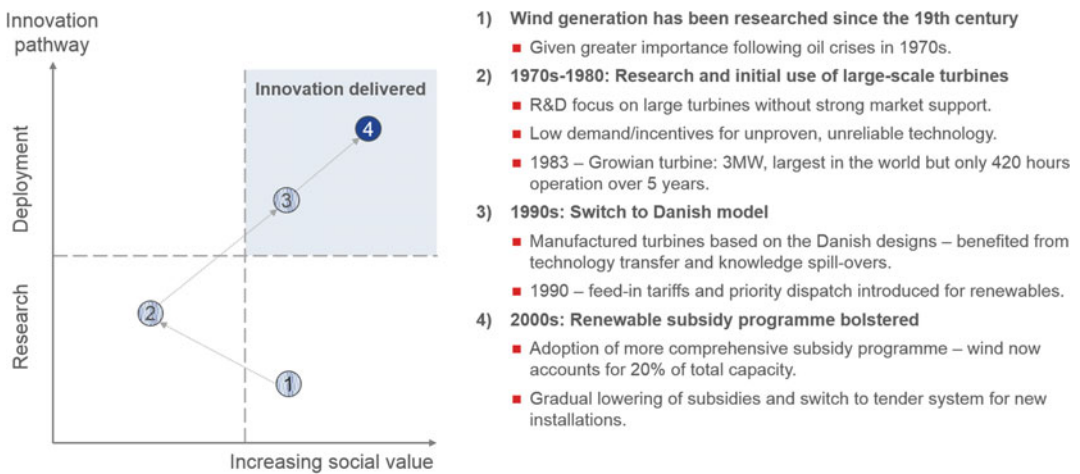 Innovation
pathway
Deployment
Research
Innovation delivered
4
3
2
1
Increasing social value
1) Wind generation has been researched since the 19th century
■ Given greater importance following oil crises in 1970s.
2) 1970s-1980: Research and initial use of large-scale turbines
■ R&D focus on large turbines without strong market support.
■ Low demand/incentives for unproven, unreliable technology.
■ 1983 – Growian turbine: 3MW, largest in the world but only 420 hours
operation over 5 years.
3) 1990s: Switch to Danish model
■ Manufactured turbines based on the Danish designs – benefited from
technology transfer and knowledge spill-overs.
■ 1990 – feed-in tariffs and priority dispatch introduced for renewables.
4) 2000s: Renewable subsidy programme bolstered
■ Adoption of more comprehensive subsidy programme – wind now
accounts for 20% of total capacity.
■ Gradual lowering of subsidies and switch to tender system for new
installations.